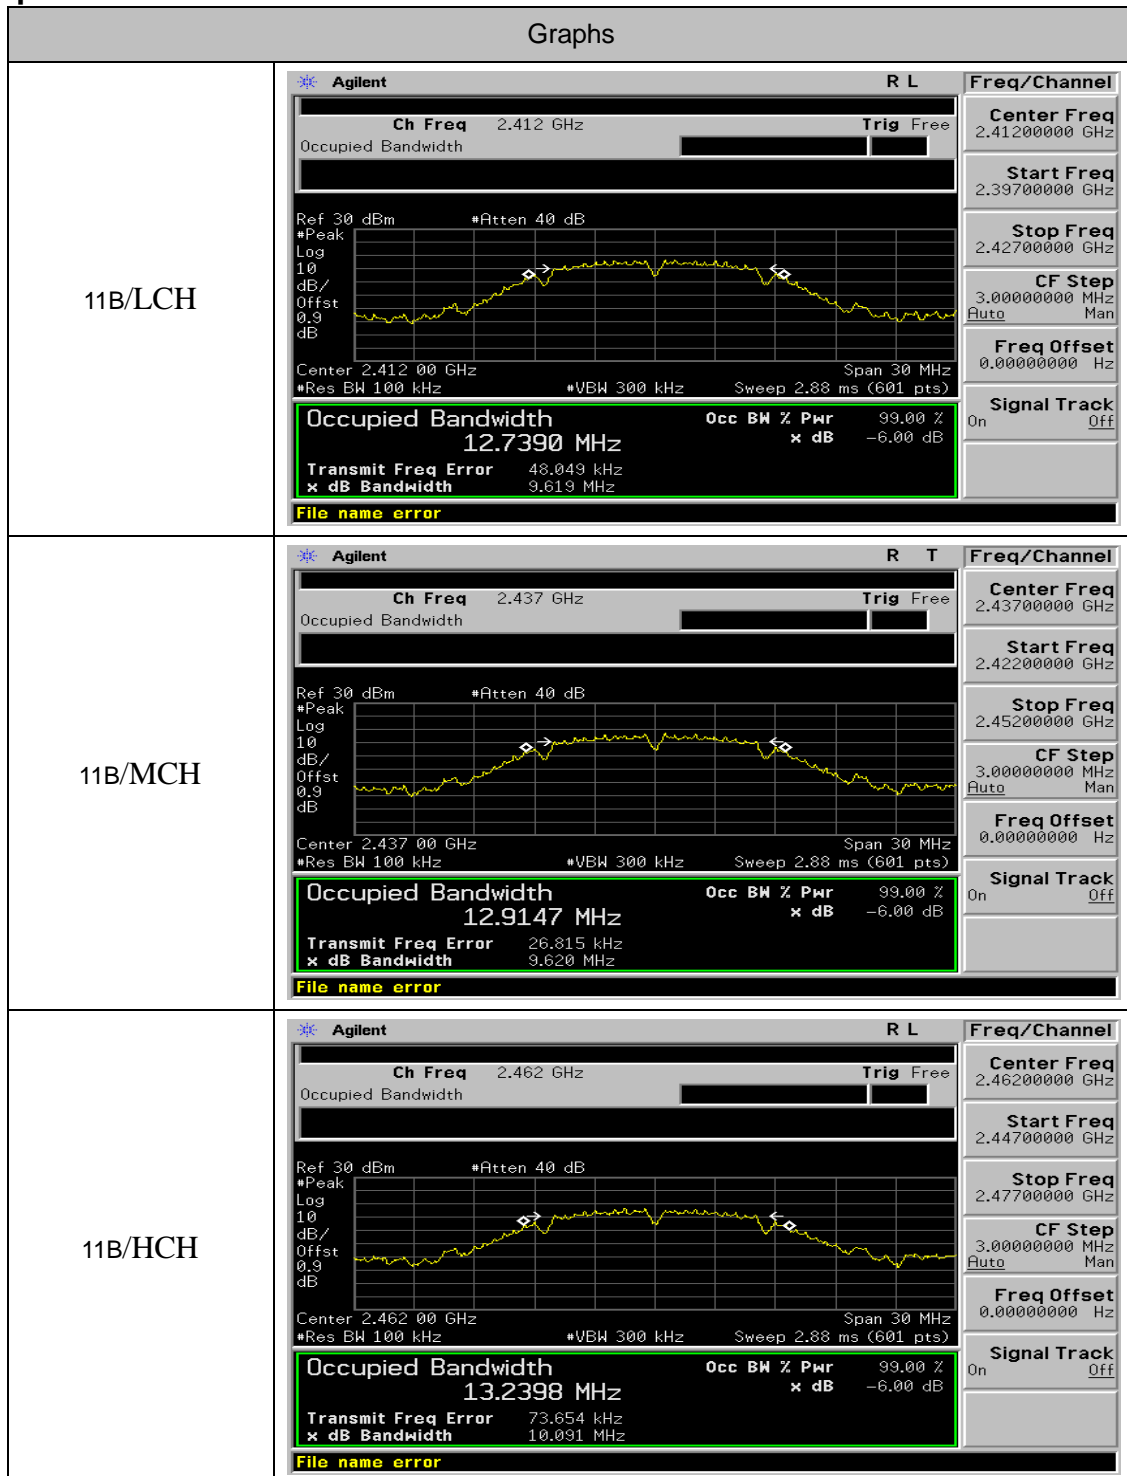 Graphs
11B/LCH
Agilent R L Freq/Channel
Ch Freq 2.412 GHz Trig Free
Occupied Bandwidth
Center Freq
2.41200000 GHz
Start Freq
2.39700000 GHz
Stop Freq
2.42700000 GHz
CF Step
3.00000000 MHz
Auto Man
Freq Offset
0.00000000 Hz
Signal Track
On Off
Ref 30 dBm #Atten 40 dB
#Peak
Log
10
dB/
Offst
0.9
dB
Center 2.412 00 GHz Span 30 MHz
#Res BW 100 kHz #VBW 300 kHz Sweep 2.88 ms (601 pts)
Occupied Bandwidth Occ BW % Pwr 99.00 %
12.7390 MHz x dB -6.00 dB
Transmit Freq Error 48.049 kHz
x dB Bandwidth 9.619 MHz
File name error
11B/MCH
Agilent R T Freq/Channel
Ch Freq 2.437 GHz Trig Free
Occupied Bandwidth
Center Freq
2.43700000 GHz
Start Freq
2.42200000 GHz
Stop Freq
2.45200000 GHz
CF Step
3.00000000 MHz
Auto Man
Freq Offset
0.00000000 Hz
Signal Track
On Off
Ref 30 dBm #Atten 40 dB
#Peak
Log
10
dB/
Offst
0.9
dB
Center 2.437 00 GHz Span 30 MHz
#Res BW 100 kHz #VBW 300 kHz Sweep 2.88 ms (601 pts)
Occupied Bandwidth Occ BW % Pwr 99.00 %
12.9147 MHz x dB -6.00 dB
Transmit Freq Error 26.815 kHz
x dB Bandwidth 9.620 MHz
File name error
11B/HCH
Agilent R L Freq/Channel
Ch Freq 2.462 GHz Trig Free
Occupied Bandwidth
Center Freq
2.46200000 GHz
Start Freq
2.44700000 GHz
Stop Freq
2.47700000 GHz
CF Step
3.00000000 MHz
Auto Man
Freq Offset
0.00000000 Hz
Signal Track
On Off
Ref 30 dBm #Atten 40 dB
#Peak
Log
10
dB/
Offst
0.9
dB
Center 2.462 00 GHz Span 30 MHz
#Res BW 100 kHz #VBW 300 kHz Sweep 2.88 ms (601 pts)
Occupied Bandwidth Occ BW % Pwr 99.00 %
13.2398 MHz x dB -6.00 dB
Transmit Freq Error 73.654 kHz
x dB Bandwidth 10.091 MHz
File name error